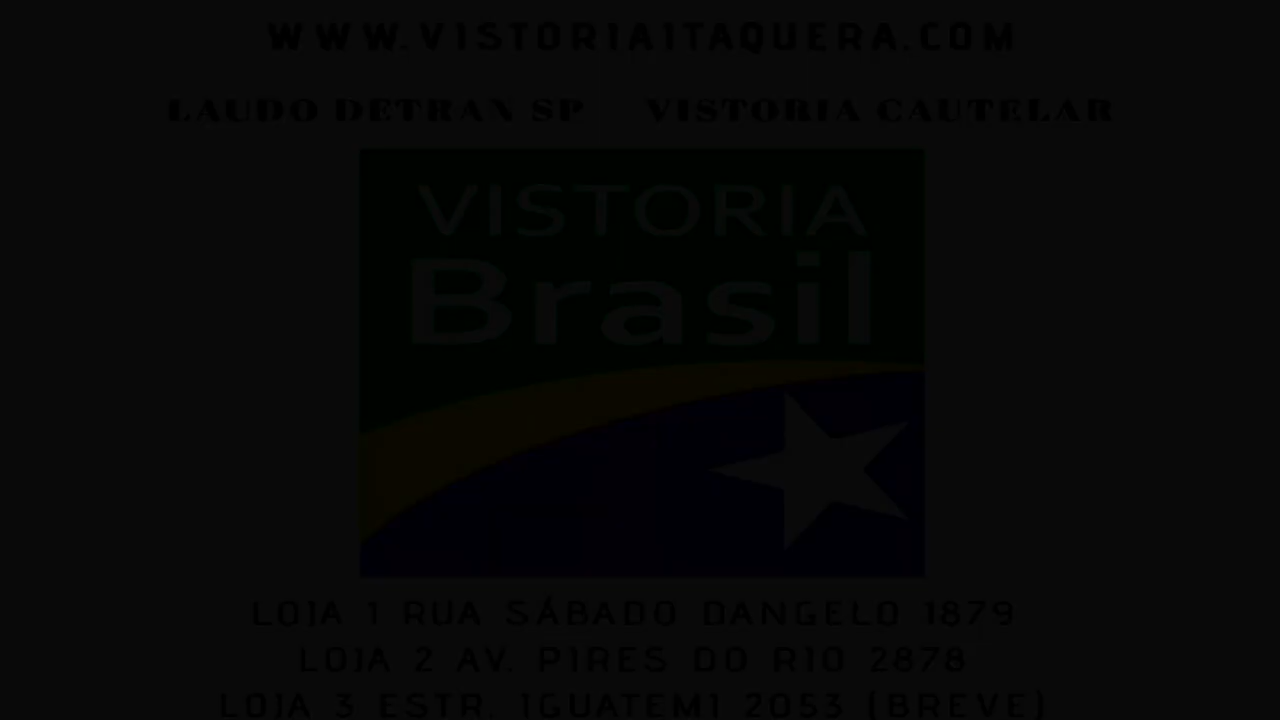 WWW.VISTORIAITAQUERA.COM
LAUDO DETRAN SP VISTORIA CAUTELAR
VISTORIA
Brasil
LOJA 1 RUA SÁBADO DANGELO 1879
LOJA 2 AV. PIRES DO RIO 2878
LOJA 3 ESTR. IGUATEMI 2053 (BREVE)